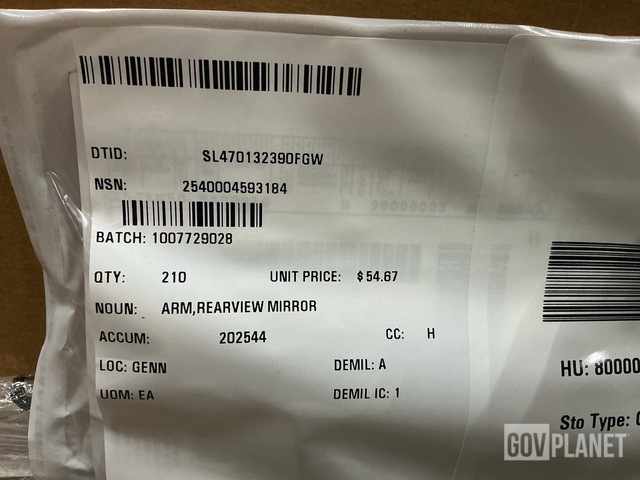 DTID: SL470132390FGW
NSN: 2540004593184
BATCH: 1007729028
QTY: 210 UNIT PRICE: $54.67
NOUN: ARM,REARVIEW MIRROR
ACCUM: 202544 CC: H
LOC: GENN DEMIL: A
UOM: EA DEMIL IC: 1
HU: 80000
Sto Type:
GOVPLANET